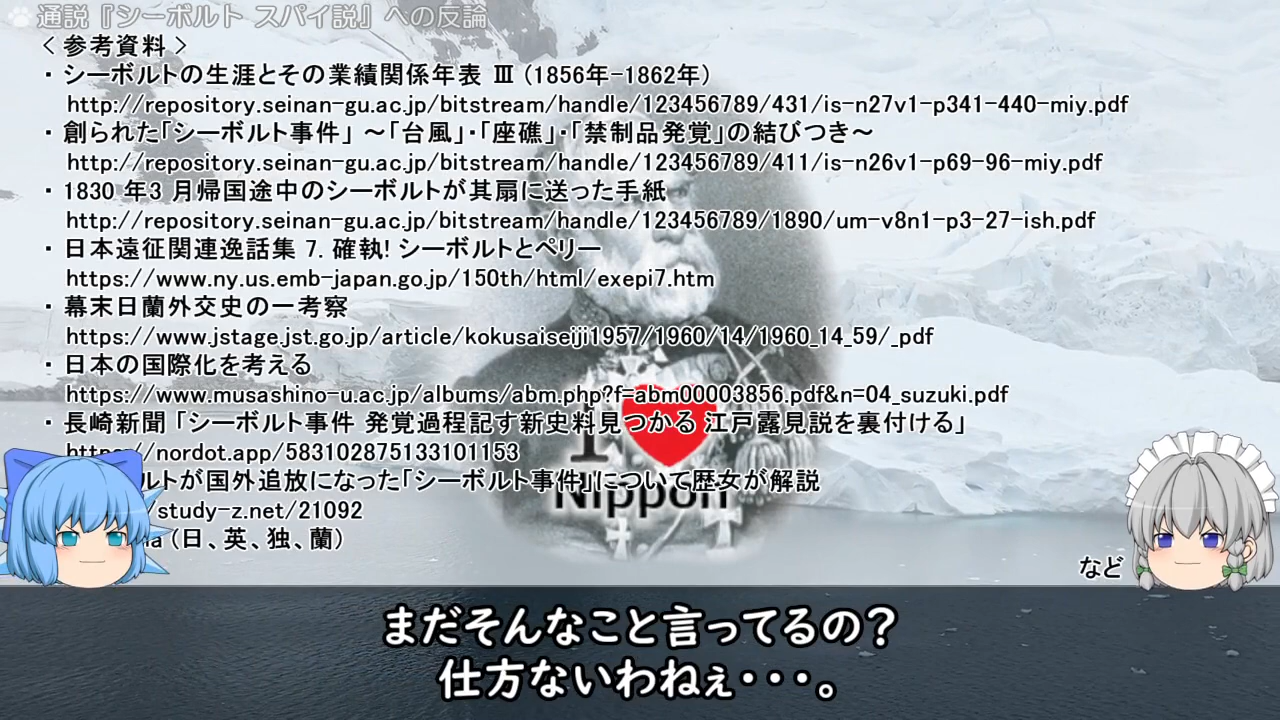 通説『シーボルト スパイ説』への反論
< 参考資料 >
・ シーボルトの生涯とその業績関係年表 Ⅲ (1856年-1862年)
http://repository.seinan-gu.ac.jp/bitstream/handle/123456789/431/is-n27v1-p341-440-miy.pdf
・ 創られた「シーボルト事件」 ～「台風」・「座礁」・「禁制品発覚」の結びつき～
http://repository.seinan-gu.ac.jp/bitstream/handle/123456789/411/is-n26v1-p69-96-miy.pdf
・ 1830 年3 月帰国途中のシーボルトが其扇に送った手紙
http://repository.seinan-gu.ac.jp/bitstream/handle/123456789/1890/um-v8n1-p3-27-ish.pdf
・ 日本遠征関連逸話集 7. 確執! シーボルトとペリー
https://www.ny.us.emb-japan.go.jp/150th/html/exepi7.htm
・ 幕末日蘭外交史の一考察
https://www.jstage.jst.go.jp/article/kokusaiseiji1957/1960/14/1960_14_59/_pdf
・ 日本の国際化を考える
https://www.musashino-u.ac.jp/albums/abm.php?f=abm00003856.pdf&n=04_suzuki.pdf
・ 長崎新聞 「シーボルト事件 発覚過程記す新史料見つかる 江戸露見説を裏付ける」
https://nordot.app/583102875133101153
ルトが国外追放になった「シーボルト事件」について歴女が解説
/study-z.net/21092
(日、英、独、蘭)
など
I
Nippon
まだそんなこと言ってるの？
仕方ないわねぇ・・・。